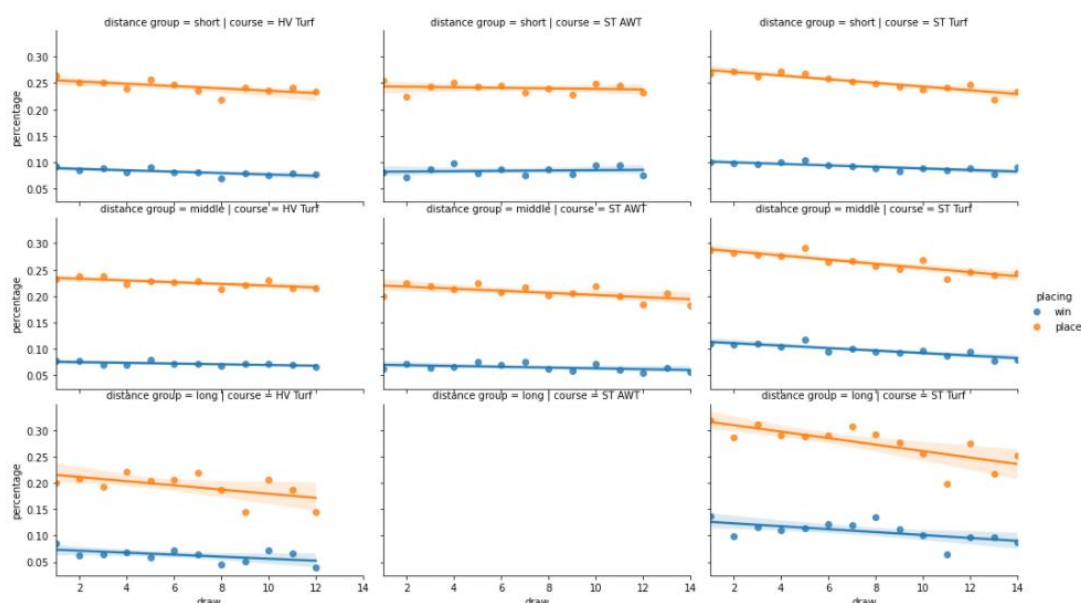 distance group = short | course = HV Turf
distance group = short | course = ST AWT
distance group = short | course = ST Turf
0.30
0.25
0.20
0.15
0.10
0.05
percentage
distance group = middle | course = HV Turf
distance group = middle | course = ST AWT
distance group = middle | course = ST Turf
0.30
0.25
0.20
0.15
0.10
0.05
percentage
placing
win
place
distance group = long | course = HV Turf
distance group = long | course = ST AWT
distance group = long | course = ST Turf
0.30
0.25
0.20
0.15
0.10
0.05
percentage
2 4 6 8 10 12 14
2 4 6 8 10 12 14
2 4 6 8 10 12 14
draw
draw
draw